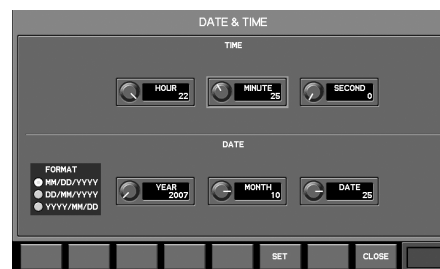 DATE & TIME
TIME
HOUR
22
MINUTE
25
SECOND
0
DATE
FORMAT
MM/DD/YYYY
DD/MM/YYYY
YYYY/MM/DD
YEAR
2007
MONTH
10
DATE
25
SET
CLOSE